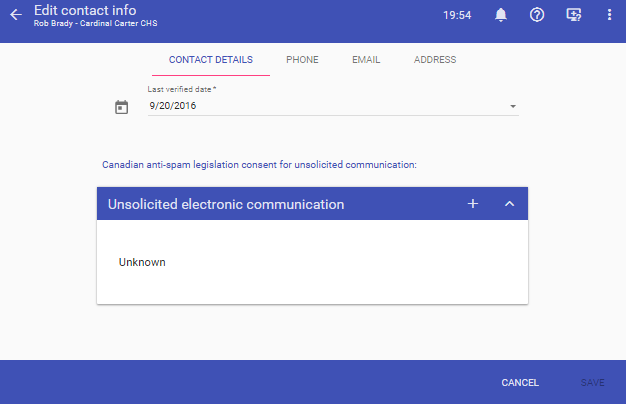 Edit contact info
Rob Brady - Cardinal Carter CHS
19:54
CONTACT DETAILS PHONE EMAIL ADDRESS
Last verified date *
9/20/2016
Canadian anti-spam legislation consent for unsolicited communication:
Unsolicited electronic communication
Unknown
CANCEL SAVE